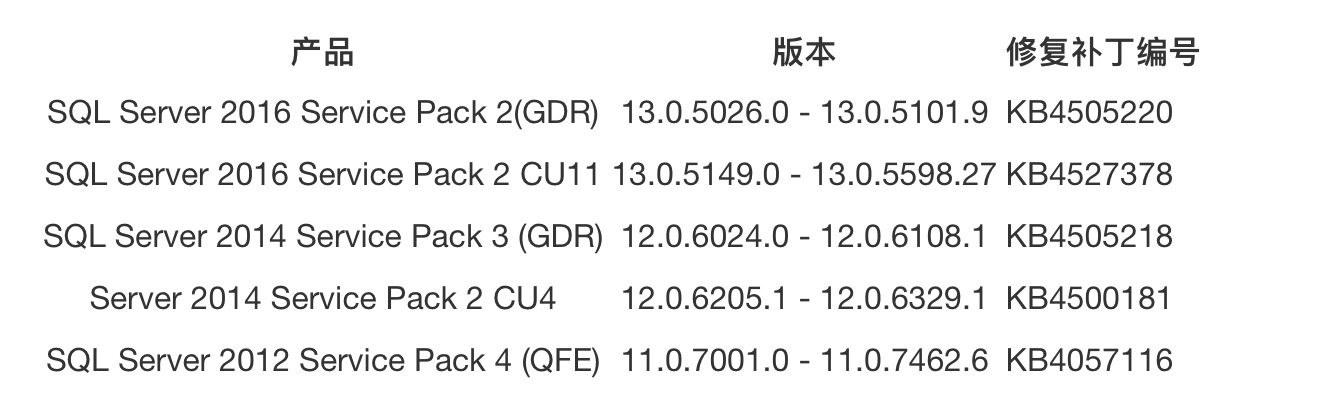 产品 版本 修复补丁编号
SQL Server 2016 Service Pack 2(GDR) 13.0.5026.0 - 13.0.5101.9 KB4505220
SQL Server 2016 Service Pack 2 CU11 13.0.5149.0 - 13.0.5598.27 KB4527378
SQL Server 2014 Service Pack 3 (GDR) 12.0.6024.0 - 12.0.6108.1 KB4505218
Server 2014 Service Pack 2 CU4 12.0.6205.1 - 12.0.6329.1 KB4500181
SQL Server 2012 Service Pack 4 (QFE) 11.0.7001.0 - 11.0.7462.6 KB4057116